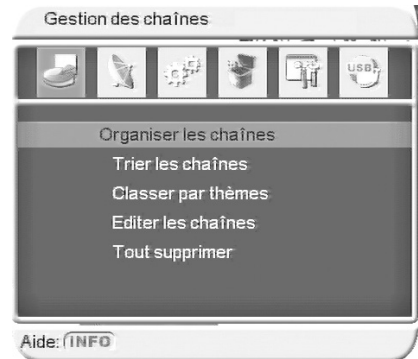 Gestion des chaînes
USB
Organiser les chaînes
Trier les chaînes
Classer par thèmes
Editer les chaînes
Tout supprimer
Aide: INFO